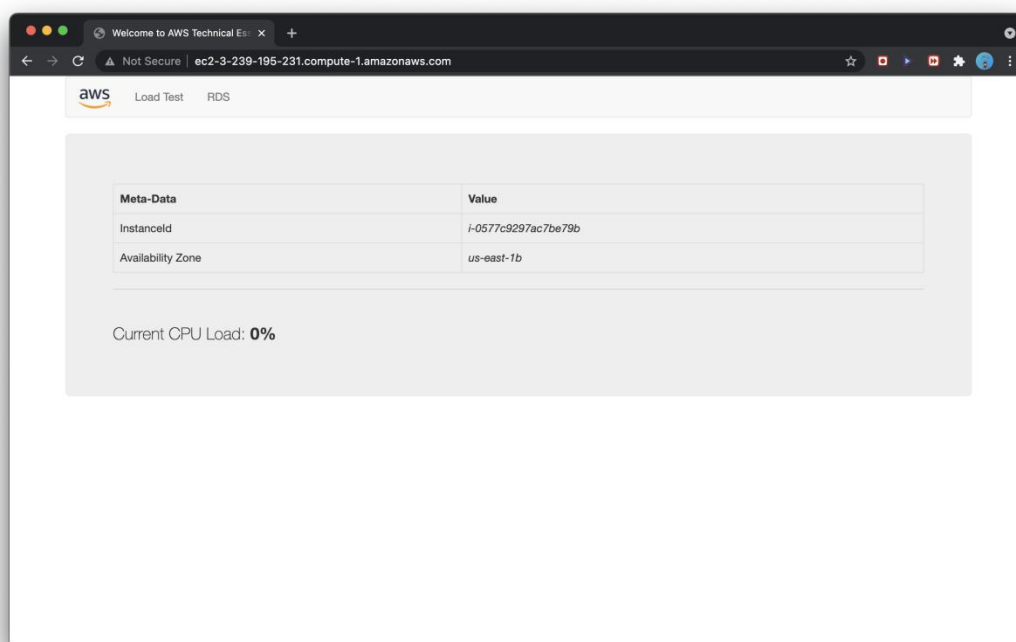 Welcome to AWS Technical Ess
Not Secure | ec2-3-239-195-231.compute-1.amazonaws.com
aws Load Test RDS
Meta-Data Value
InstanceId i-0577c9297ac7be79b
Availability Zone us-east-1b
Current CPU Load: 0%